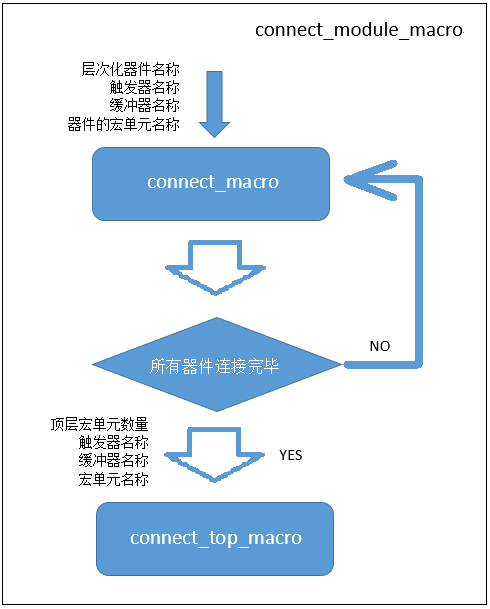 connect_module_macro
层次化器件名称
触发器名称
缓冲器名称
器件的宏单元名称
connect_macro
所有器件连接完毕
NO
顶层宏单元数量
触发器名称
缓冲器名称
宏单元名称
YES
connect_top_macro